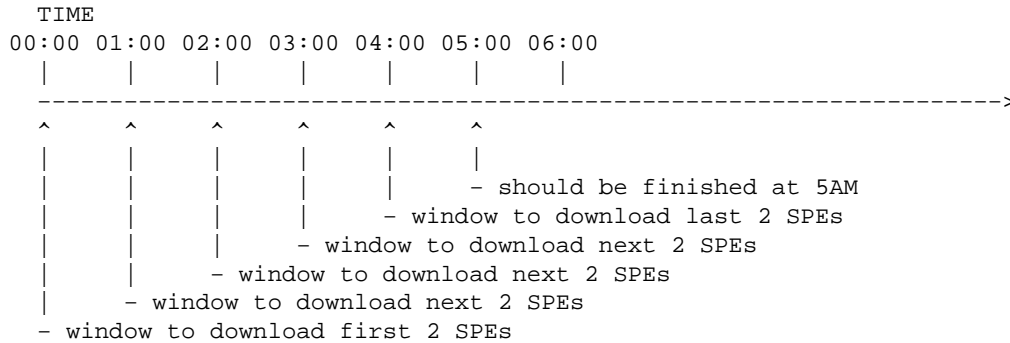 TIME
00:00 01:00 02:00 03:00 04:00 05:00 06:00
- should be finished at 5AM
- window to download last 2 SPEs
- window to download next 2 SPEs
- window to download next 2 SPEs
- window to download next 2 SPEs
- window to download first 2 SPEs